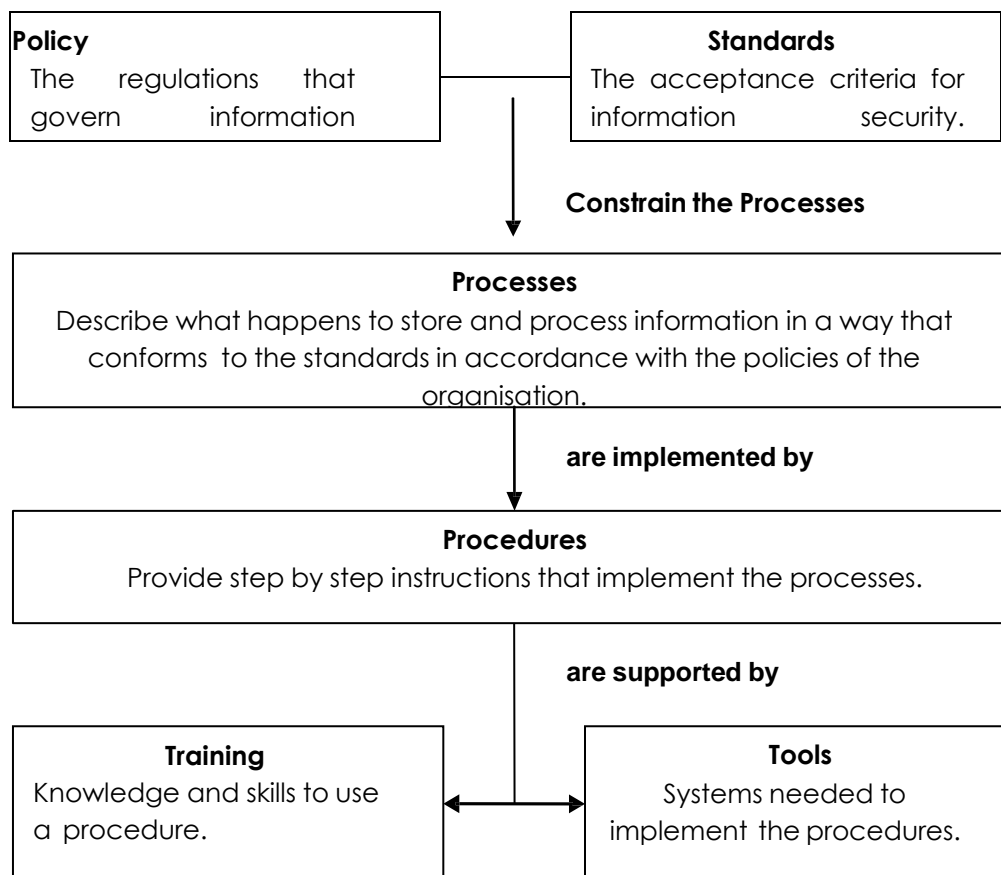 Policy
The regulations that
govern information
Standards
The acceptance criteria for
information security.
Constrain the Processes
Processes
Describe what happens to store and process information in a way that
conforms to the standards in accordance with the policies of the
organisation.
are implemented by
Procedures
Provide step by step instructions that implement the processes.
are supported by
Training
Knowledge and skills to use
a procedure.
Tools
Systems needed to
implement the procedures.